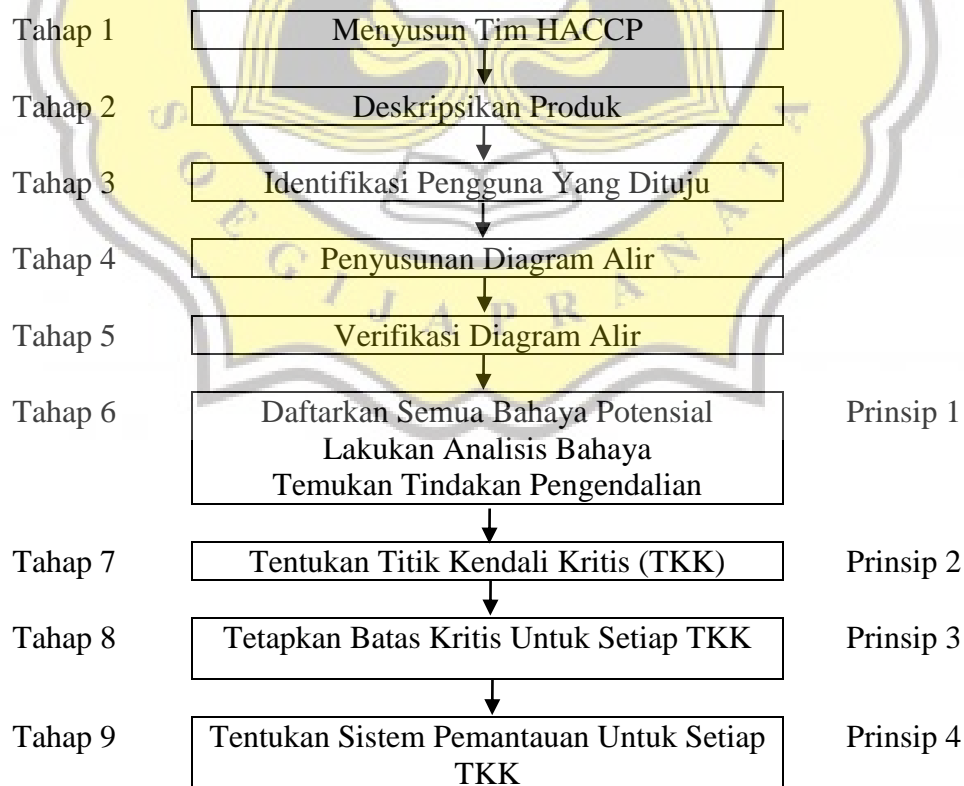 Tahap 1 Menyusun Tim HACCP
Tahap 2 Deskripsikan Produk
Tahap 3 Identifikasi Pengguna Yang Dituju
Tahap 4 Penyusunan Diagram Alir
Tahap 5 Verifikasi Diagram Alir
Tahap 6 Daftarkan Semua Bahaya Potensial Prinsip 1
Lakukan Analisis Bahaya
Temukan Tindakan Pengendalian
Tahap 7 Tentukan Titik Kendali Kritis (TKK) Prinsip 2
Tahap 8 Tetapkan Batas Kritis Untuk Setiap TKK Prinsip 3
Tahap 9 Tentukan Sistem Pemantauan Untuk Setiap Prinsip 4
TKK
SOEGIJAPRANATA